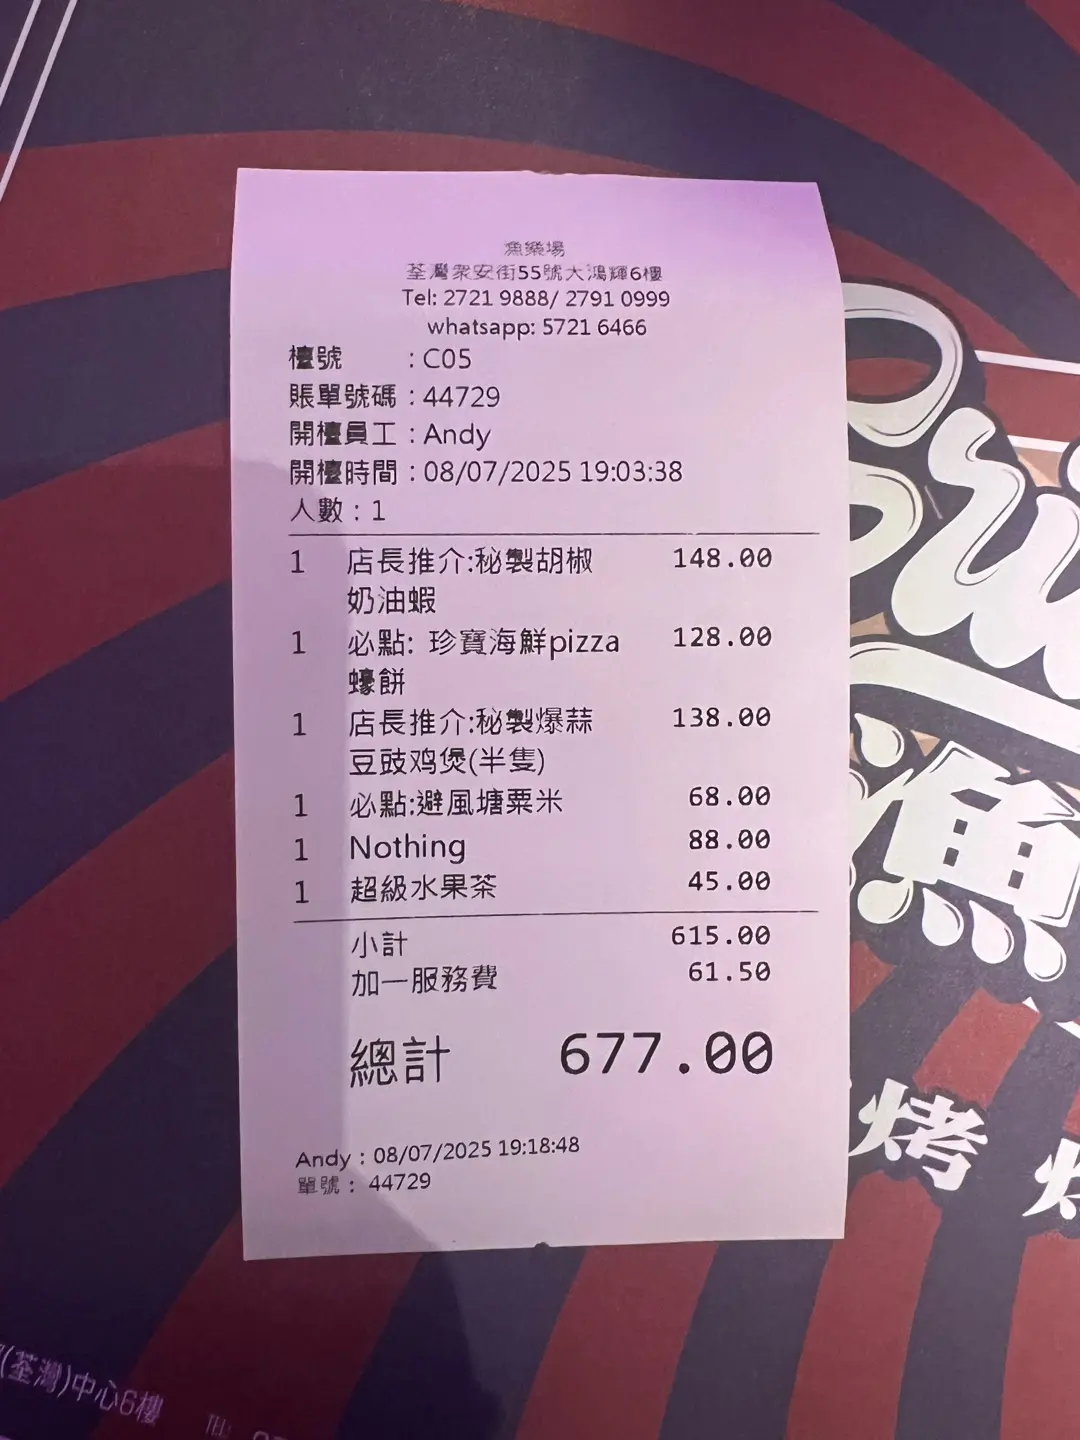 漁樂場
荃灣眾安街55號大鴻輝6樓
Tel: 2721 9888/ 2791 0999
whatsapp: 5721 6466
檯號 : C05
賬單號碼 : 44729
開檯員工 : Andy
開檯時間 : 08/07/2025 19:03:38
人數 : 1
1 店長推介:秘製胡椒 148.00
奶油蝦
1 必點: 珍寶海鮮pizza 128.00
蠔餅
1 店長推介:秘製爆蒜 138.00
豆豉鸡煲(半隻)
1 必點:避風塘粟米 68.00
1 Nothing 88.00
1 超級水果茶 45.00
小計 615.00
加一服務費 61.50
總計 677.00
Andy : 08/07/2025 19:18:48
單號 : 44729
漁
烤
(荃灣)中心6樓
TEL: